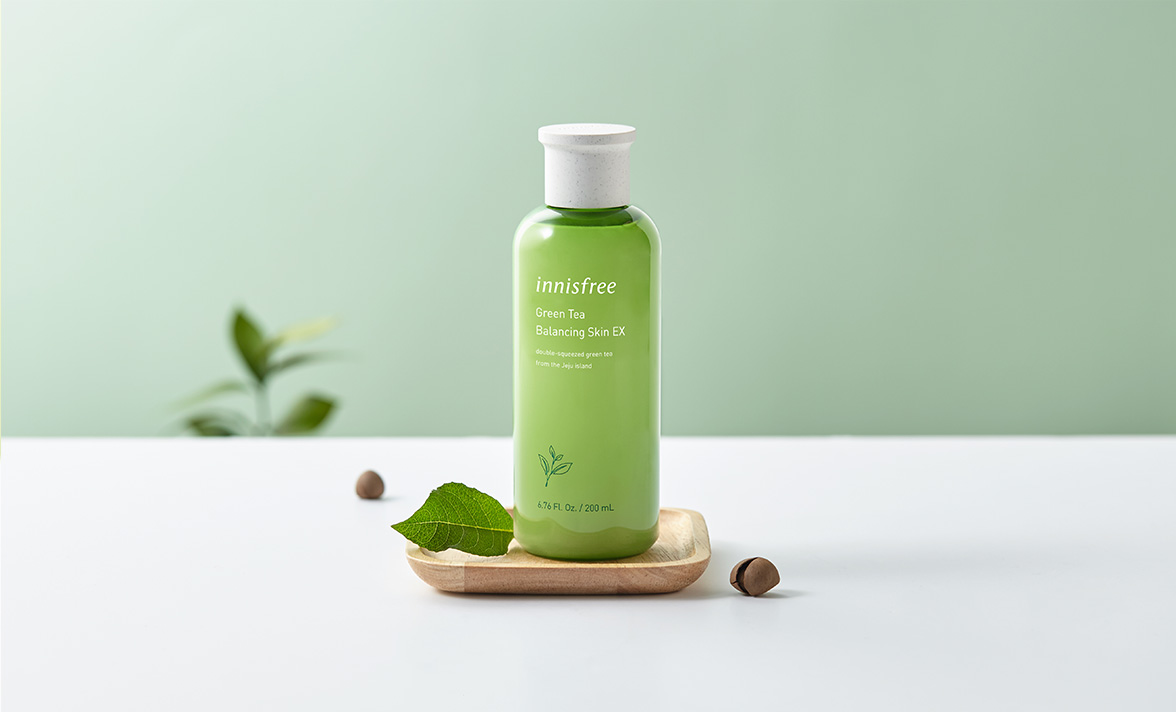 innisfree
Green Tea
Balancing Skin EX
double-squeezed green tea
from the Jeju island
6.76 Fl. Oz. / 200 mL